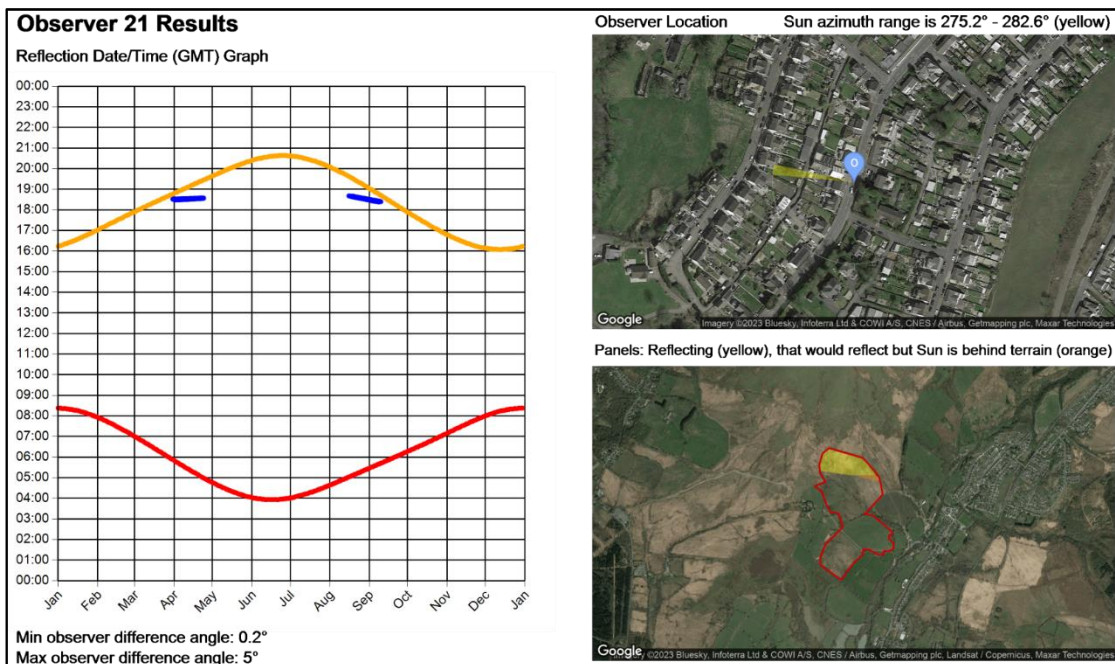 Observer 21 Results
Reflection Date/Time (GMT) Graph
00:00
23:00
22:00
21:00
20:00
19:00
18:00
17:00
16:00
15:00
14:00
13:00
12:00
11:00
10:00
09:00
08:00
07:00
06:00
05:00
04:00
03:00
02:00
01:00
00:00
Jan Feb Mar Apr May Jun Jul Aug Sep Oct Nov Dec Jan
Min observer difference angle: 0.2°
Max observer difference angle: 5°
Observer Location Sun azimuth range is 275.2° - 282.6° (yellow)
O
Google Imagery ©2023 Bluesky, Infoterra Ltd & COWI A/S, CNES / Airbus, Getmapping plc, Maxar Technologies
Panels: Reflecting (yellow), that would reflect but Sun is behind terrain (orange)
Google ©2023 Bluesky, Infoterra Ltd & COWI A/S, CNES / Airbus, Getmapping plc, Landsat / Copernicus, Maxar Technologies